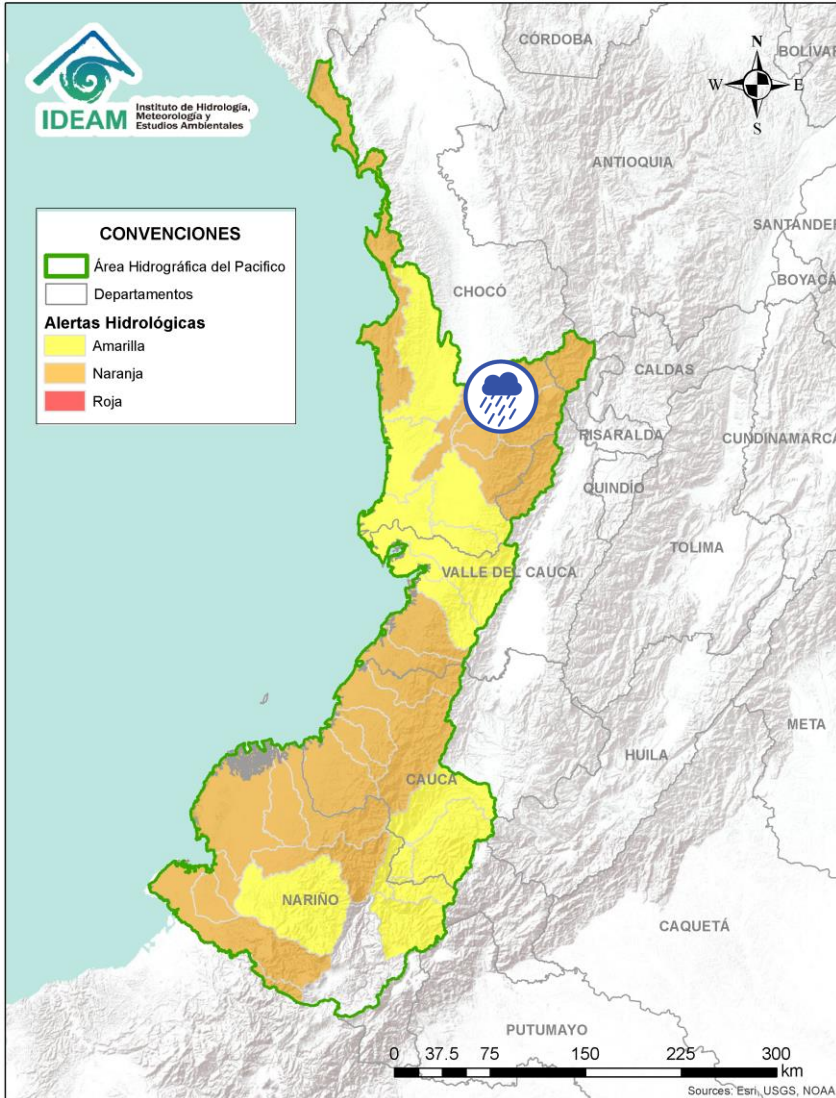 IDEAM
Instituto de Hidrología,
Meteorología y
Estudios Ambientales
N
W E
S
CÓRDOBA
BOLÍVAR
ANTIOQUIA
SANTANDER
BOYACÁ
CHOCÓ
CONVENCIONES
Área Hidrográfica del Pacifico
Departamentos
Alertas Hidrológicas
Amarilla
Naranja
Roja
CALDAS
RISARALDA
CUNDINAMARCA
QUINDÍO
TOLIMA
VALLE DEL CAUCA
META
HUILA
CAUCA
NARIÑO
CAQUETÁ
PUTUMAYO
0 37.5 75 150 225 300
km
Sources: Esri, USGS, NOAA